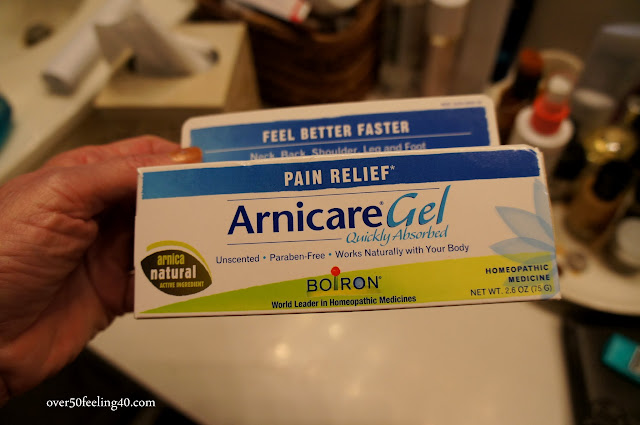 FEEL BETTER FASTER
Neck, Back, Shoulder, Leg and Foot
PAIN RELIEF*
Arnicare® Gel
Quickly Absorbed
Unscented • Paraben-Free • Works Naturally with Your Body
arnica
natural
ACTIVE INGREDIENT
BOIRON®
World Leader in Homeopathic Medicines
HOMEOPATHIC
MEDICINE
NET WT. 2.6 OZ (75 G)
over50feeling40.com